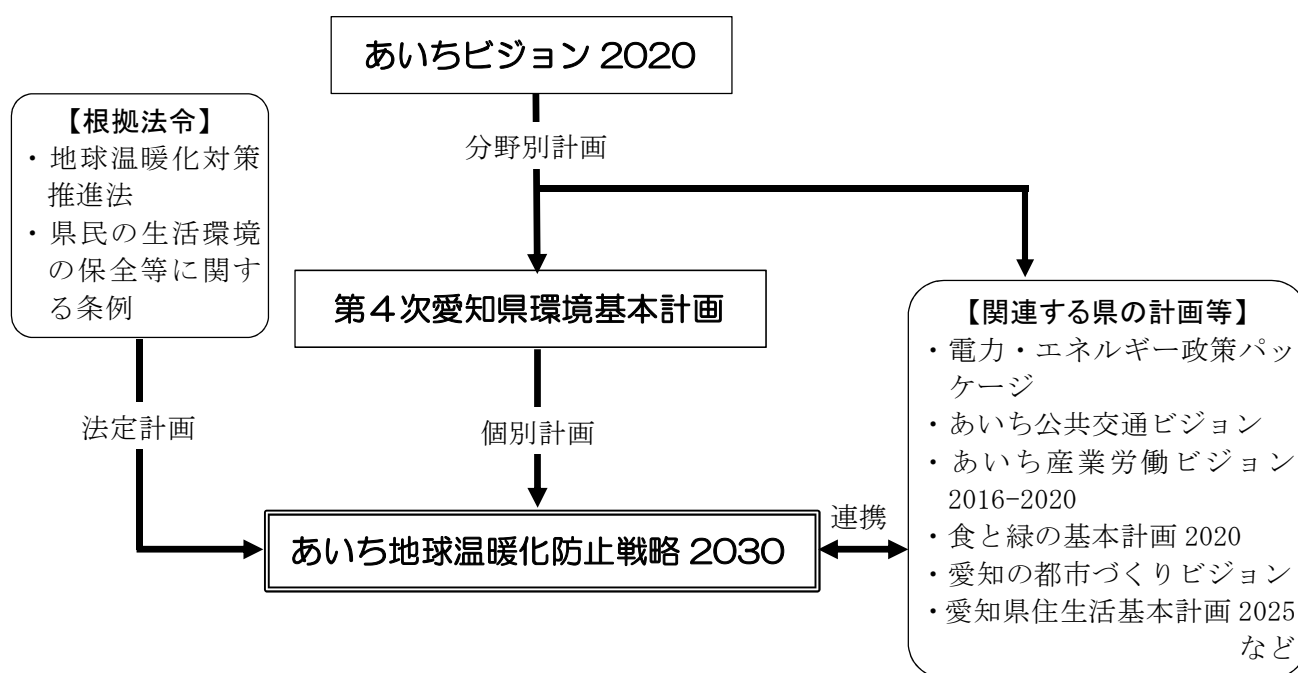 あいちビジョン 2020
分野別計画
【根拠法令】
・地球温暖化対策
推進法
・県民の生活環境
の保全等に関す
る条例
第4次愛知県環境基本計画
法定計画
個別計画
あいち地球温暖化防止戦略 2030
連携
【関連する県の計画等】
・電力・エネルギー政策パッ
ケージ
・あいち公共交通ビジョン
・あいち産業労働ビジョン
2016-2020
・食と緑の基本計画 2020
・愛知の都市づくりビジョン
・愛知県住生活基本計画 2025
など